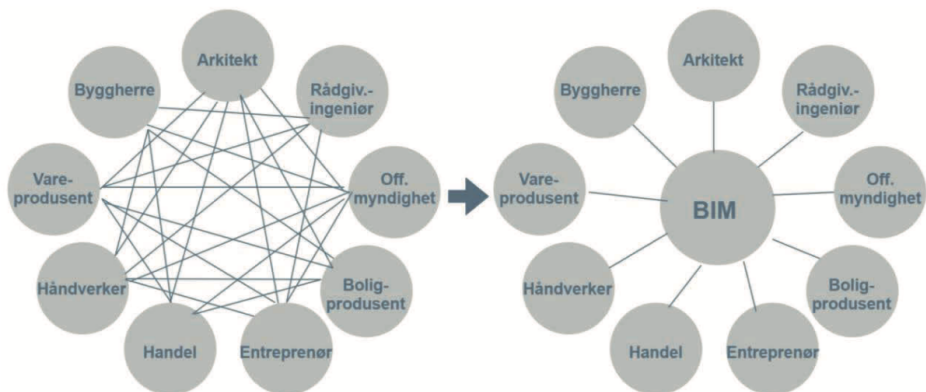 Arkitekt
Byggherre
Rådgiv.-
ingeniør
Vare-
produsent
Off.
myndighet
Håndverker
Bolig-
produsent
Handel
Entreprenør
Arkitekt
Byggherre
Rådgiv.-
ingeniør
Vare-
produsent
BIM
Off.
myndighet
Håndverker
Bolig-
produsent
Handel
Entreprenør